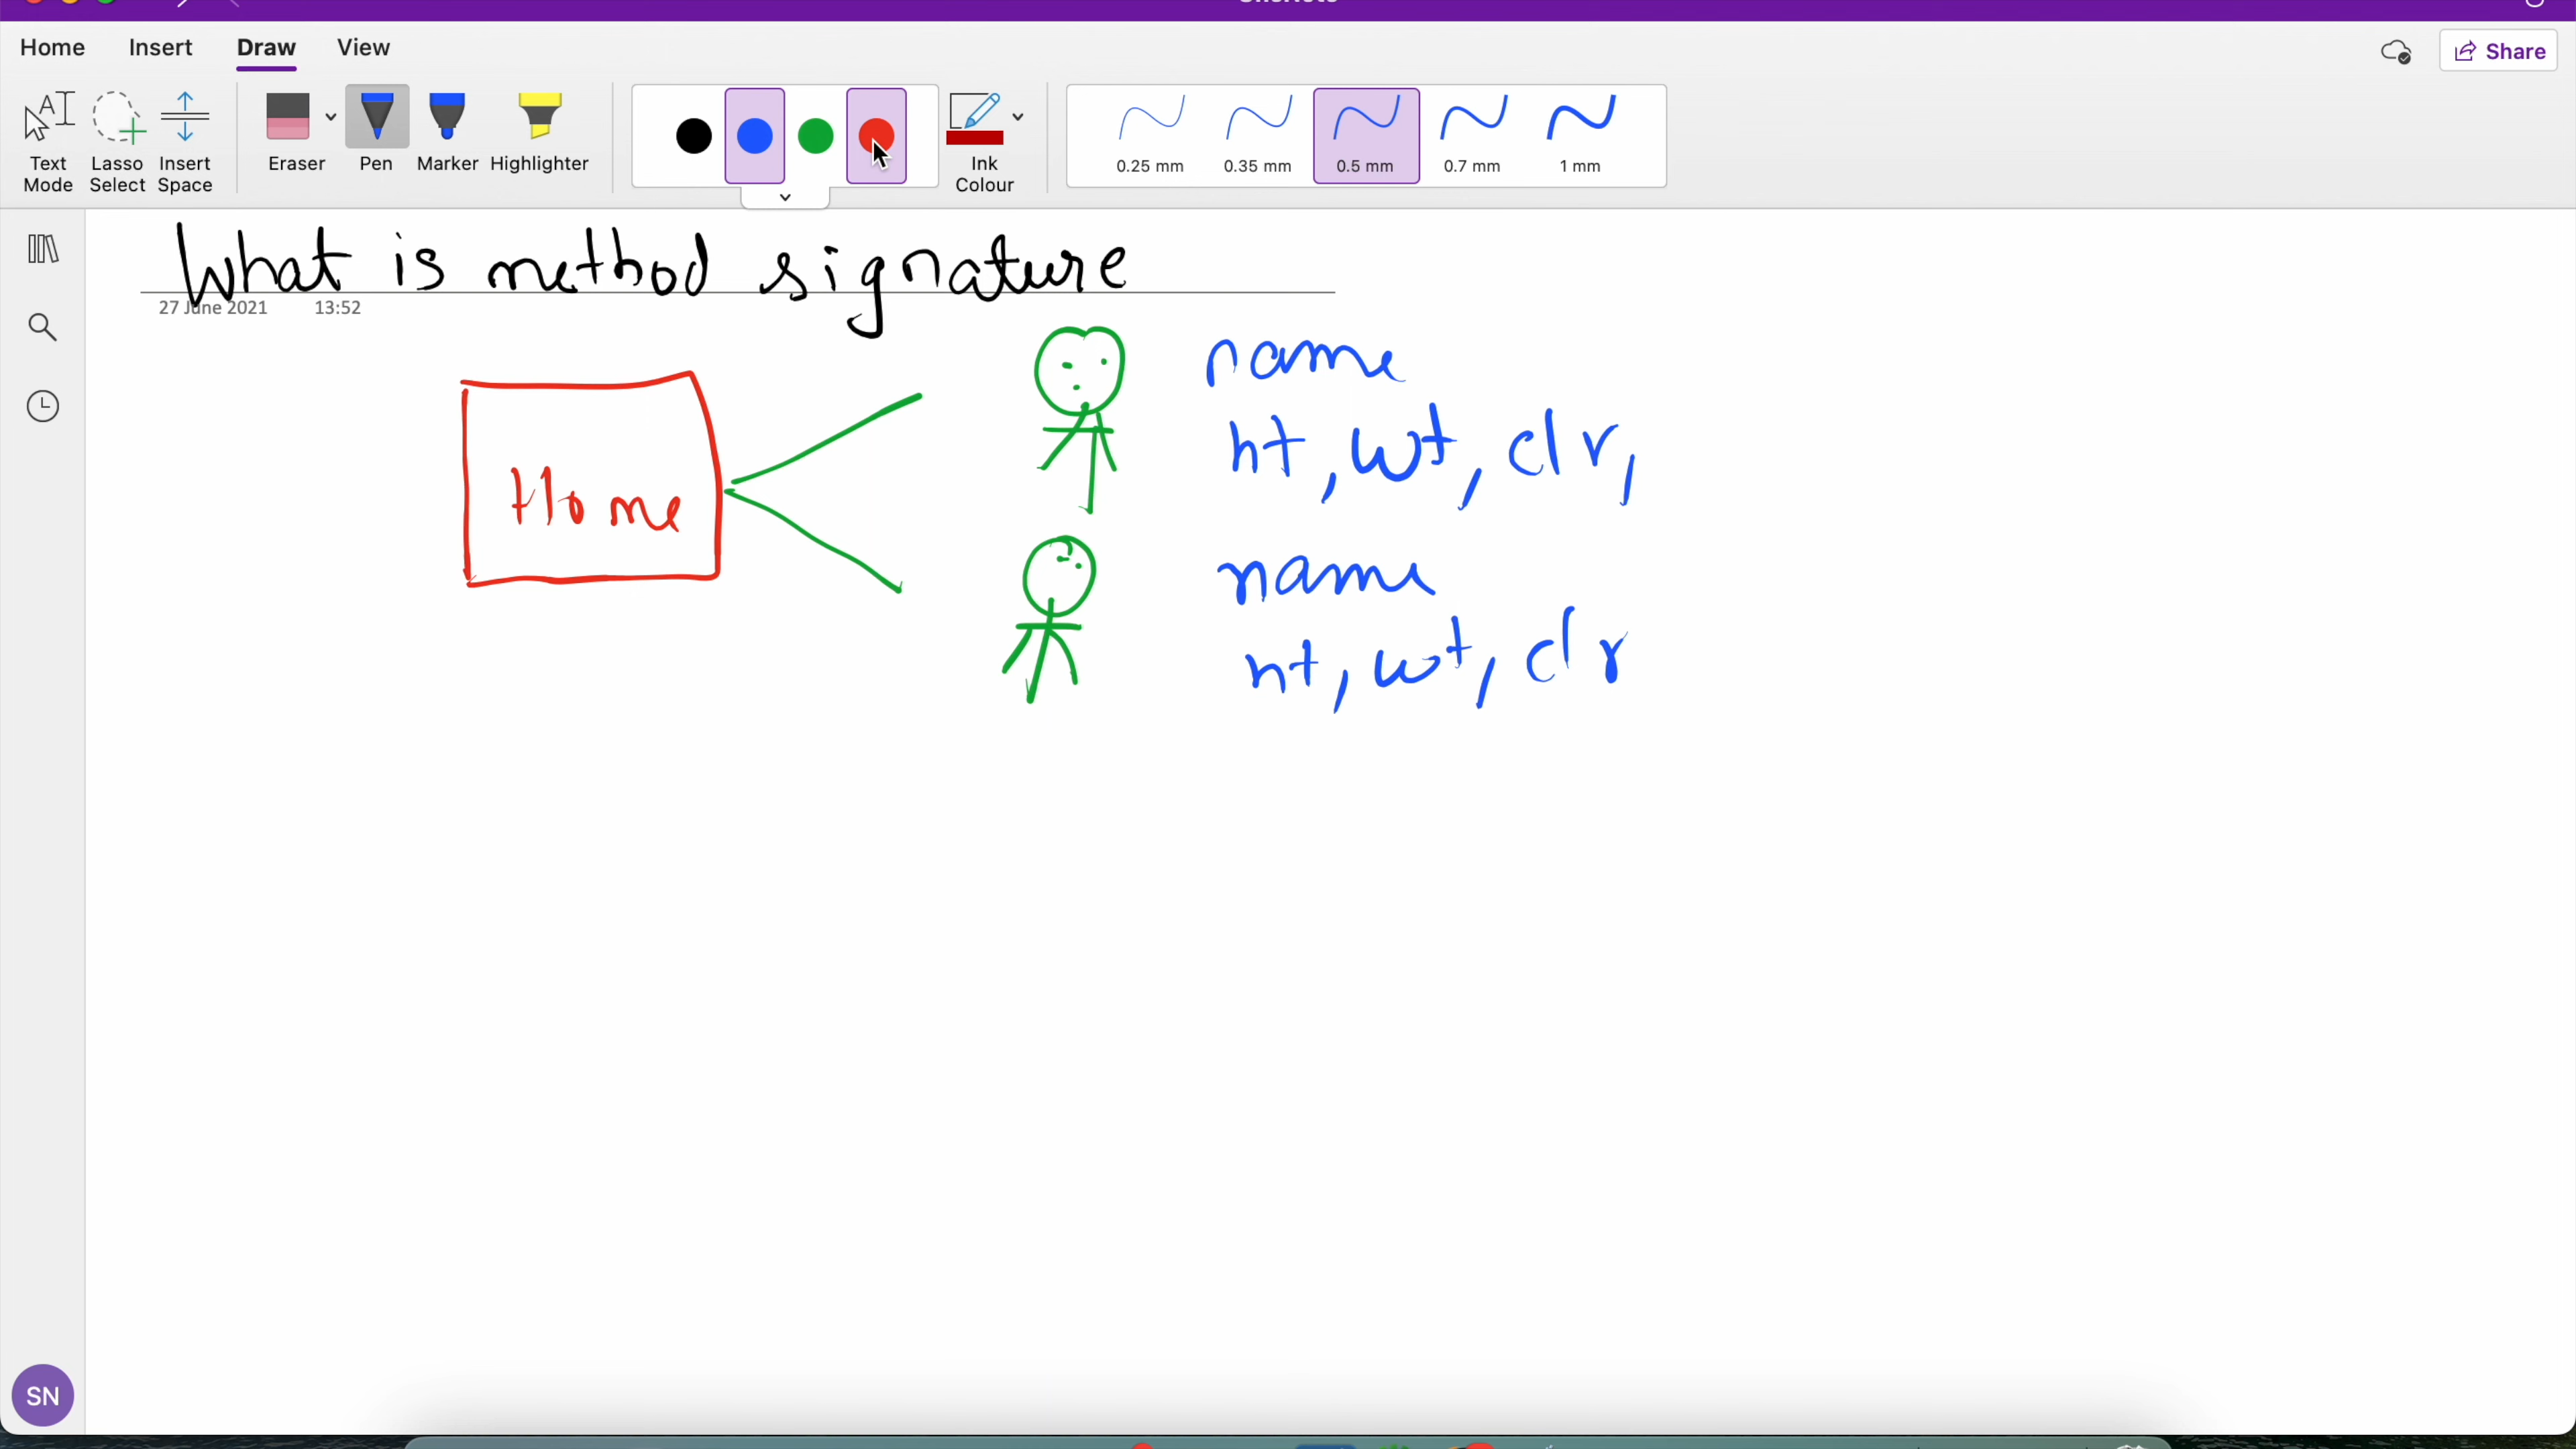 Home Insert Draw View
Share
Text Mode
Lasso Select
Insert Space
Eraser
Pen
Marker
Highlighter
Ink Colour
0.25 mm
0.35 mm
0.5 mm
0.7 mm
1 mm
What is method signature
27 June 2021 13:52
name
ht, wt, clr,
Home
name
ht, wt, clr
SN